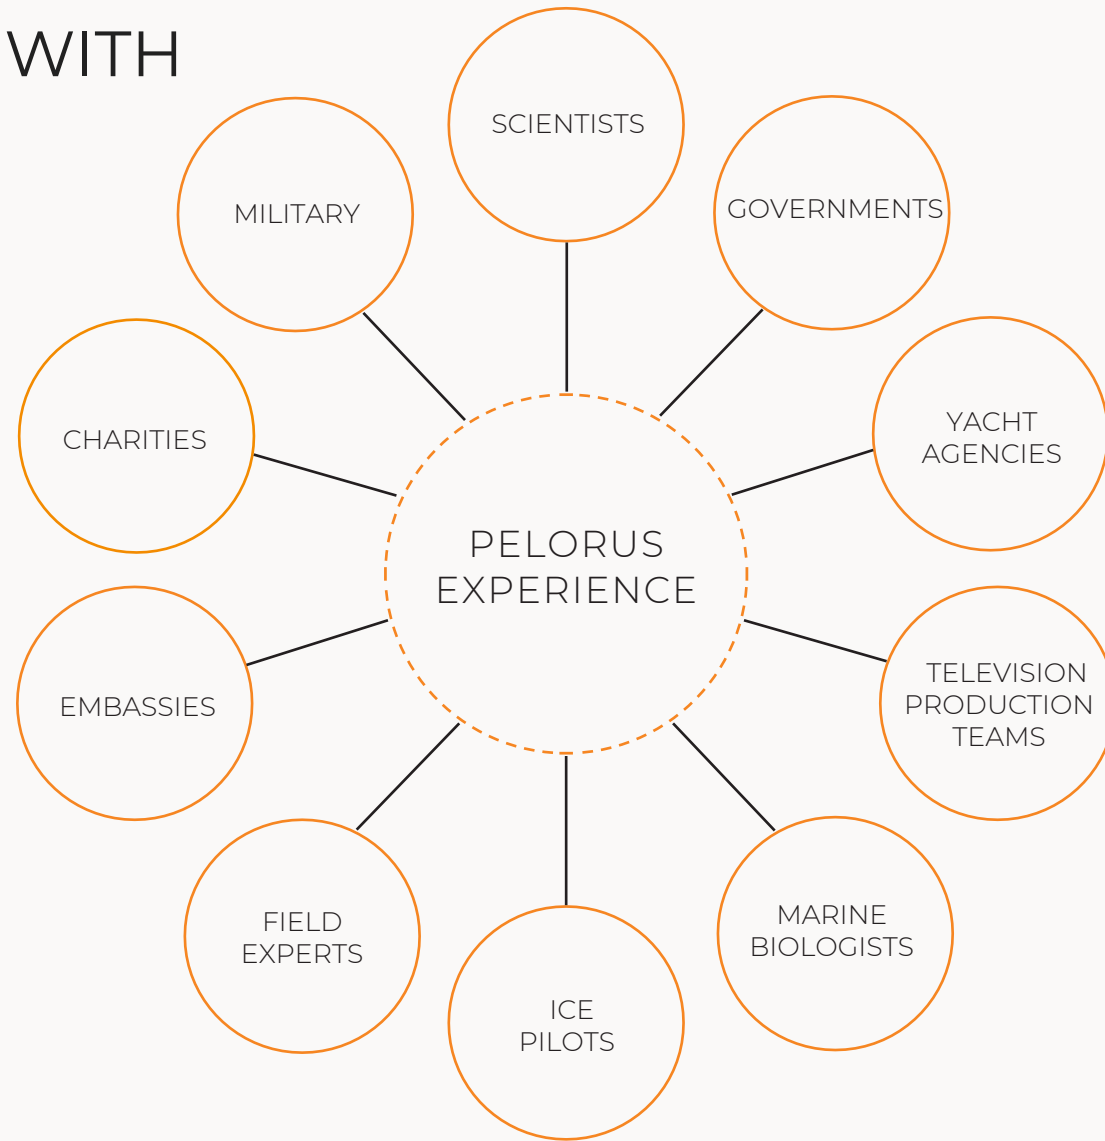 WITH
SCIENTISTS
MILITARY
GOVERNMENTS
CHARITIES
YACHT
AGENCIES
PELORUS
EXPERIENCE
EMBASSIES
TELEVISION
PRODUCTION
TEAMS
FIELD
EXPERTS
MARINE
BIOLOGISTS
ICE
PILOTS